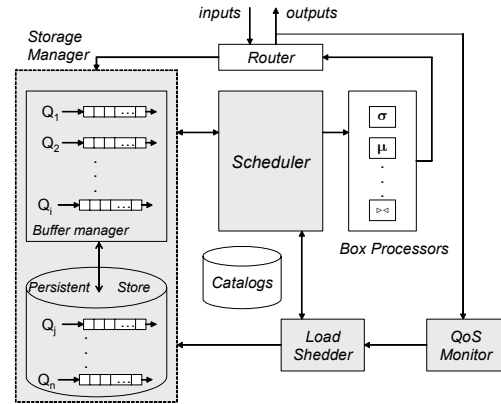 inputs outputs
Storage
Manager
Router
Q1 ...
Q2 ...
Qi ...
Buffer manager
Scheduler
σ
μ
⋈
Box Processors
Catalogs
Persistent Store
Qj ...
Qn ...
Load
Shedder
QoS
Monitor